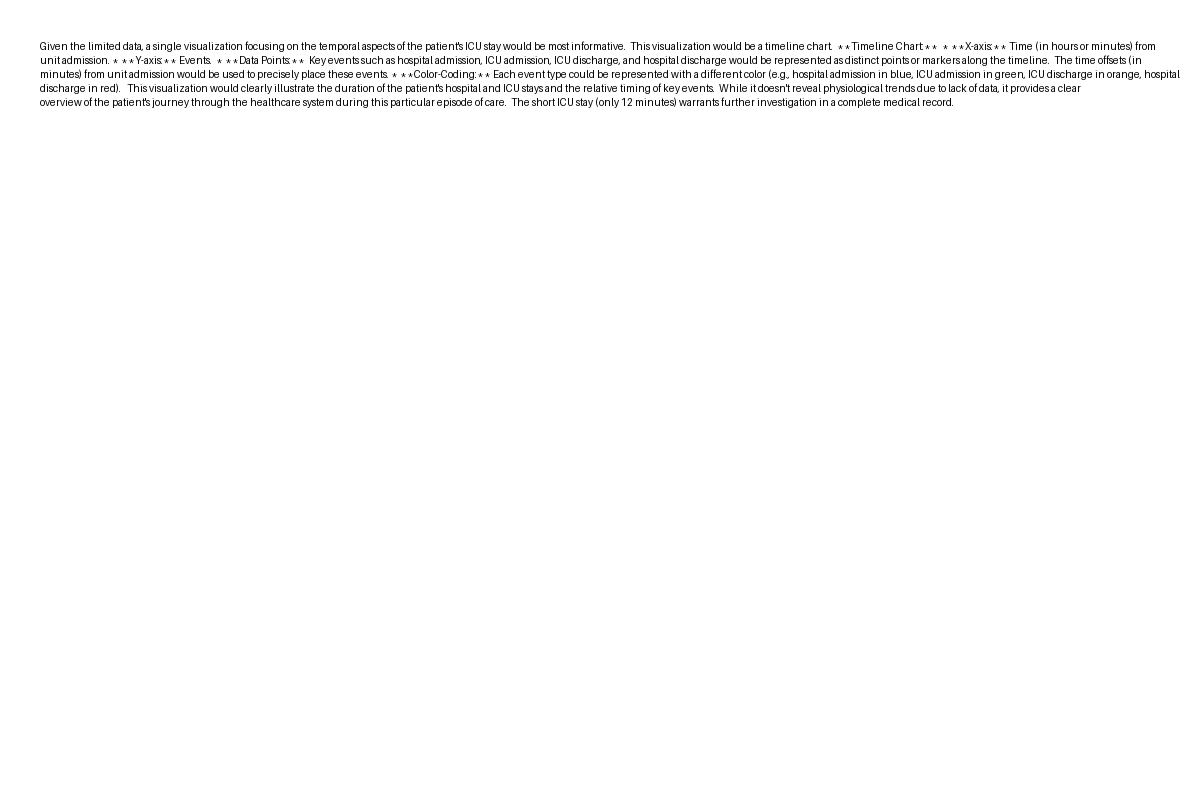 Given the limited data, a single visualization focusing on the temporal aspects of the patient's ICU stay would be most informative.  This visualization would be a timeline chart.  **Timeline Chart:**  * **X-axis:** Time (in hours or minutes) from
unit admission. * **Y-axis:** Events.  * **Data Points:**  Key events such as hospital admission, ICU admission, ICU discharge, and hospital discharge would be represented as distinct points or markers along the timeline.  The time offsets (in
minutes) from unit admission would be used to precisely place these events. * **Color-Coding:** Each event type could be represented with a different color (e.g., hospital admission in blue, ICU admission in green, ICU discharge in orange, hospital
discharge in red).   This visualization would clearly illustrate the duration of the patient's hospital and ICU stays and the relative timing of key events.  While it doesn't reveal physiological trends due to lack of data, it provides a clear
overview of the patient's journey through the healthcare system during this particular episode of care.  The short ICU stay (only 12 minutes) warrants further investigation in a complete medical record.